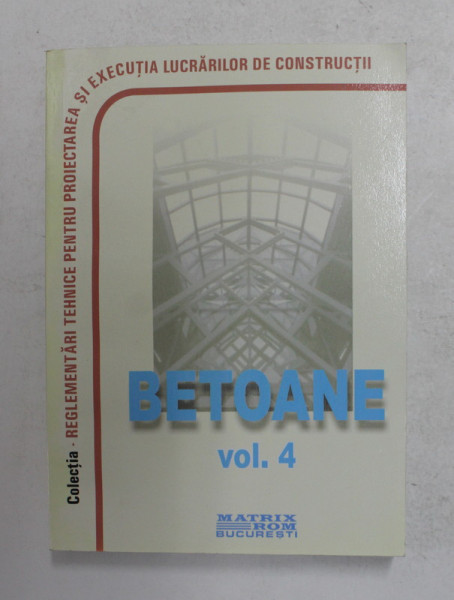 Colecția - REGLEMENTĂRI TEHNICE PENTRU PROIECTAREA ȘI EXECUȚIA LUCRĂRILOR DE CONSTRUCȚII
BETOANE
vol. 4
MATRIX
ROM
BUCUREȘTI